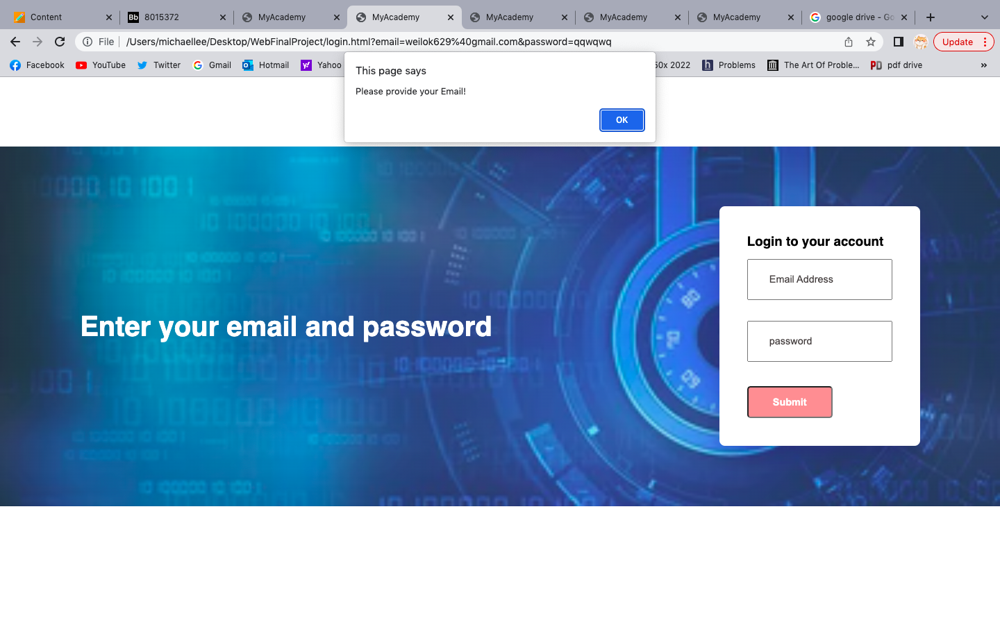 Content
8015372
MyAcademy
MyAcademy
MyAcademy
MyAcademy
MyAcademy
google drive - Go
File
/Users/michaellee/Desktop/WebFinalProject/login.html?email=weilok629%40gmail.com&password=qqwqwq
Update
Facebook
YouTube
Twitter
Gmail
Hotmail
Yahoo
50x 2022
Problems
The Art Of Proble...
pdf drive
»
This page says
Please provide your Email!
OK
Login to your account
Email Address
Enter your email and password
password
Submit